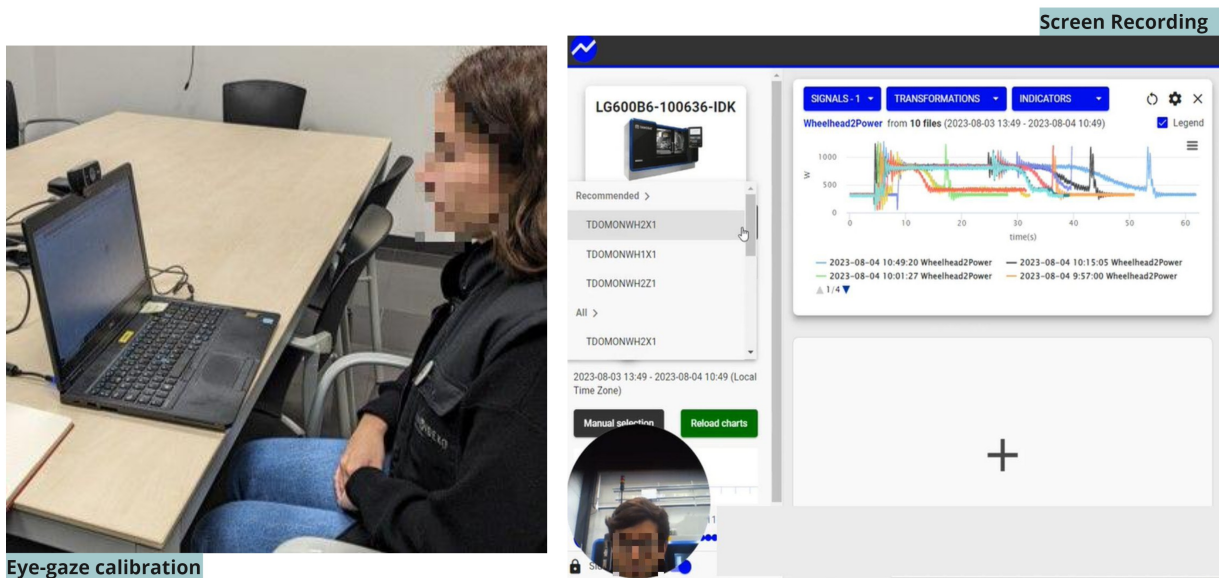 Screen Recording
LG600B6-100636-IDK
Recommended >
TDOMONWH2X1
TDOMONWH1X1
TDOMONWH2Z1
All >
TDOMONWH2X1
2023-08-03 13:49 - 2023-08-04 10:49 (Local
Time Zone)
Manual selection
Reload charts
SIGNALS - 1
TRANSFORMATIONS
INDICATORS
Wheelhead2Power from 10 files (2023-08-03 13:49 - 2023-08-04 10:49)
Legend
1000
500
0
W
0 10 20 30 40 50 60
time(s)
2023-08-04 10:49:20 Wheelhead2Power
2023-08-04 10:15:05 Wheelhead2Power
2023-08-04 10:01:27 Wheelhead2Power
2023-08-04 9:57:00 Wheelhead2Power
1/4
+
Eye-gaze calibration